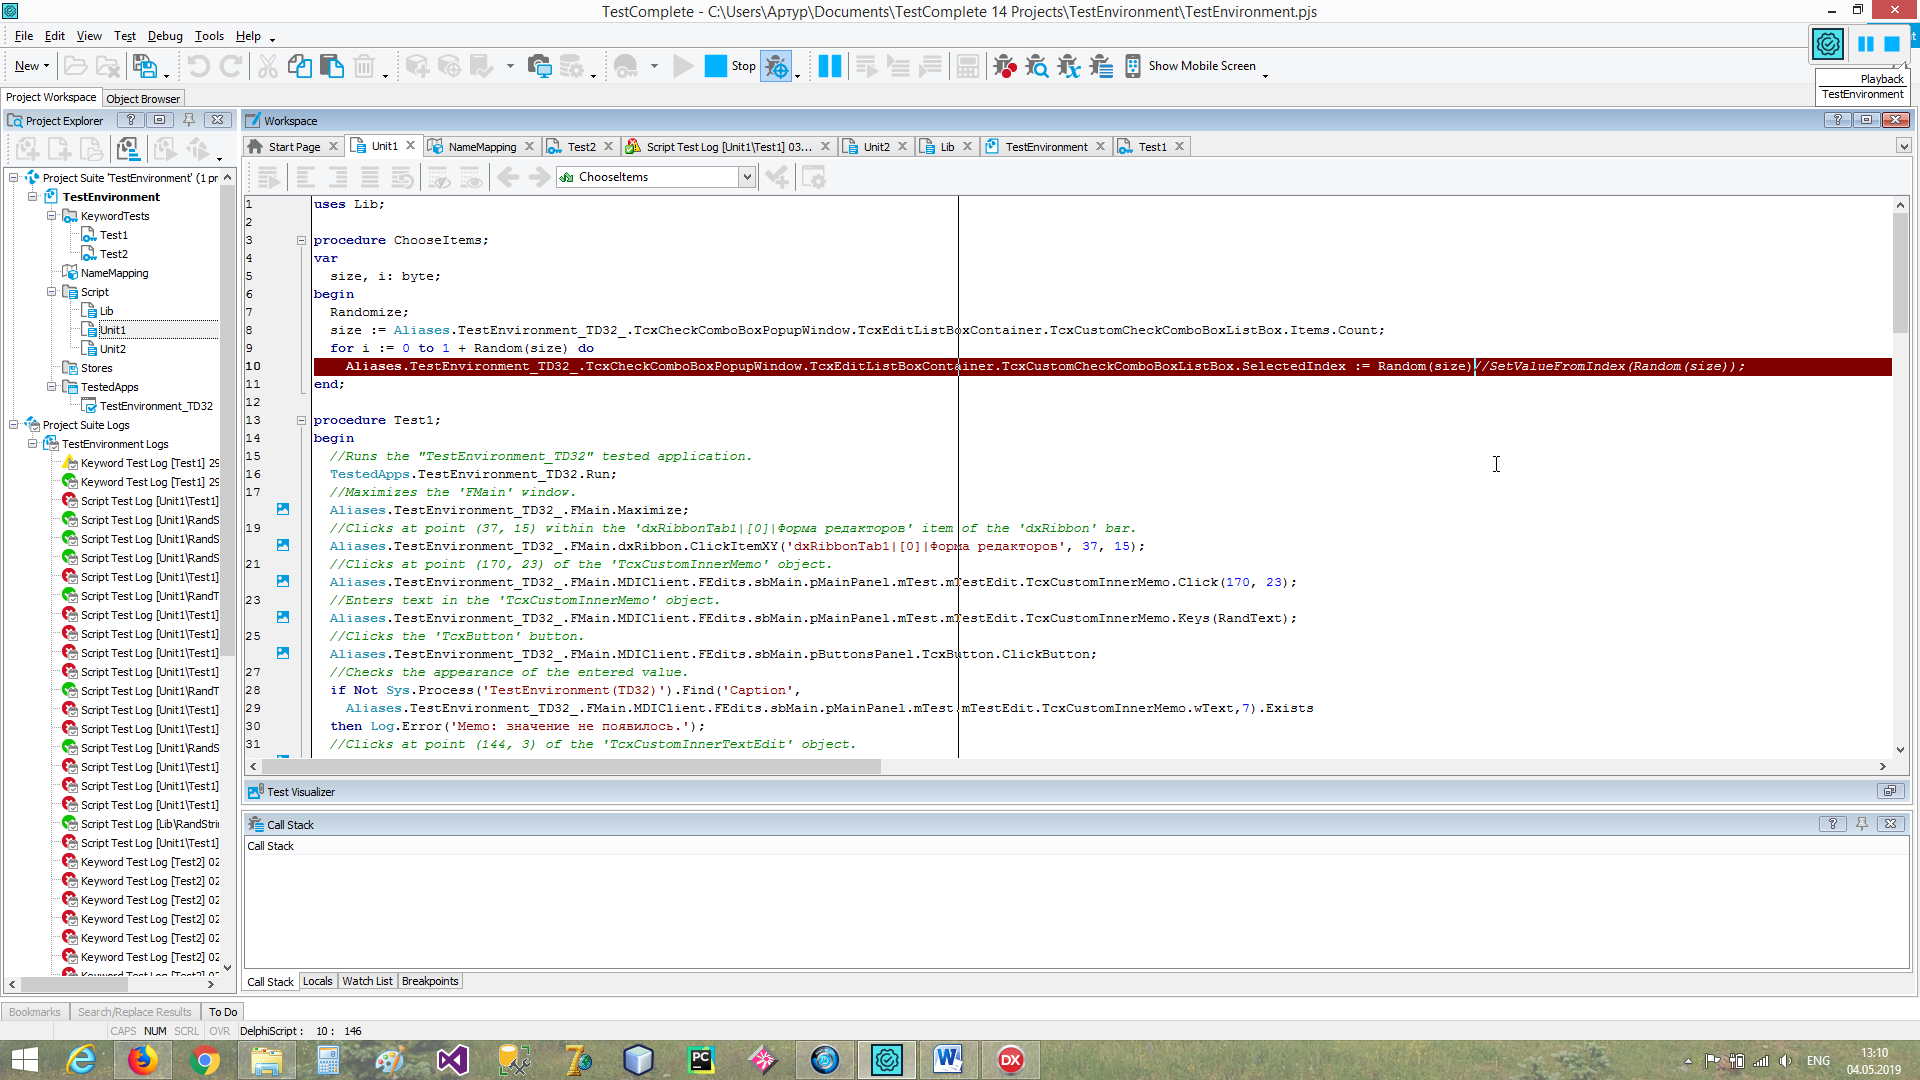 TestComplete - C:\Users\Артур\Documents\TestComplete 14 Projects\TestEnvironment\TestEnvironment.pjs
File Edit View Test Debug Tools Help
New Stop Show Mobile Screen
Playback
TestEnvironment
Project Workspace Object Browser
Project Explorer
Workspace
Start Page Unit1 NameMapping Test2 Script Test Log [Unit1\Test1] 03... Unit2 Lib TestEnvironment Test1
ChooseItems
Project Suite 'TestEnvironment' (1 pr
TestEnvironment
KeywordTests
Test1
Test2
NameMapping
Script
Lib
Unit1
Unit2
Stores
TestedApps
TestEnvironment_TD32
Project Suite Logs
TestEnvironment Logs
Keyword Test Log [Test1] 29
Keyword Test Log [Test1] 29
Script Test Log [Unit1\Test1]
Script Test Log [Unit1\RandS
Script Test Log [Unit1\RandS
Script Test Log [Unit1\RandS
Script Test Log [Unit1\Test1]
Script Test Log [Unit1\RandT
Script Test Log [Unit1\Test1]
Script Test Log [Unit1\Test1]
Script Test Log [Unit1\Test1]
Script Test Log [Unit1\Test1]
Script Test Log [Unit1\RandT
Script Test Log [Unit1\Test1]
Script Test Log [Unit1\Test1]
Script Test Log [Unit1\RandS
Script Test Log [Unit1\Test1]
Script Test Log [Unit1\Test1]
Script Test Log [Unit1\Test1]
Script Test Log [Lib\RandStri
Script Test Log [Unit1\Test1]
Keyword Test Log [Test2] 02
Keyword Test Log [Test2] 02
Keyword Test Log [Test2] 02
Keyword Test Log [Test2] 02
Keyword Test Log [Test2] 02
Keyword Test Log [Test2] 02
Keyword Test Log [Test2] 02
1 uses Lib;
2
3 procedure ChooseItems;
4 var
5 size, i: byte;
6 begin
7 Randomize;
8 size := Aliases.TestEnvironment_TD32_.TcxCheckComboBoxPopupWindow.TcxEditListBoxContainer.TcxCustomCheckComboBoxListBox.Items.Count;
9 for i := 0 to 1 + Random(size) do
10 Aliases.TestEnvironment_TD32_.TcxCheckComboBoxPopupWindow.TcxEditListBoxContainer.TcxCustomCheckComboBoxListBox.SelectedIndex := Random(size)//SetValueFromIndex(Random(size));
11 end;
12
13 procedure Test1;
14 begin
15 //Runs the "TestEnvironment_TD32" tested application.
16 TestedApps.TestEnvironment_TD32.Run;
17 //Maximizes the 'FMain' window.
Aliases.TestEnvironment_TD32_.FMain.Maximize;
19 //Clicks at point (37, 15) within the 'dxRibbonTab1|[0]|Форма редакторов' item of the 'dxRibbon' bar.
Aliases.TestEnvironment_TD32_.FMain.dxRibbon.ClickItemXY('dxRibbonTab1|[0]|Форма редакторов', 37, 15);
21 //Clicks at point (170, 23) of the 'TcxCustomInnerMemo' object.
Aliases.TestEnvironment_TD32_.FMain.MDIClient.FEdits.sbMain.pMainPanel.mTest.mTestEdit.TcxCustomInnerMemo.Click(170, 23);
23 //Enters text in the 'TcxCustomInnerMemo' object.
Aliases.TestEnvironment_TD32_.FMain.MDIClient.FEdits.sbMain.pMainPanel.mTest.mTestEdit.TcxCustomInnerMemo.Keys(RandText);
25 //Clicks the 'TcxButton' button.
Aliases.TestEnvironment_TD32_.FMain.MDIClient.FEdits.sbMain.pButtonsPanel.TcxButton.ClickButton;
27 //Checks the appearance of the entered value.
28 if Not Sys.Process('TestEnvironment(TD32)').Find('Caption',
29 Aliases.TestEnvironment_TD32_.FMain.MDIClient.FEdits.sbMain.pMainPanel.mTest.mTestEdit.TcxCustomInnerMemo.wText,7).Exists
30 then Log.Error('Memo: значение не появилось.');
31 //Clicks at point (144, 3) of the 'TcxCustomInnerTextEdit' object.
Test Visualizer
Call Stack
Call Stack
Call Stack Locals Watch List Breakpoints
Bookmarks Search/Replace Results To Do
CAPS NUM SCRL OVR DelphiScript : 10 : 146
ENG 13:10
04.05.2019